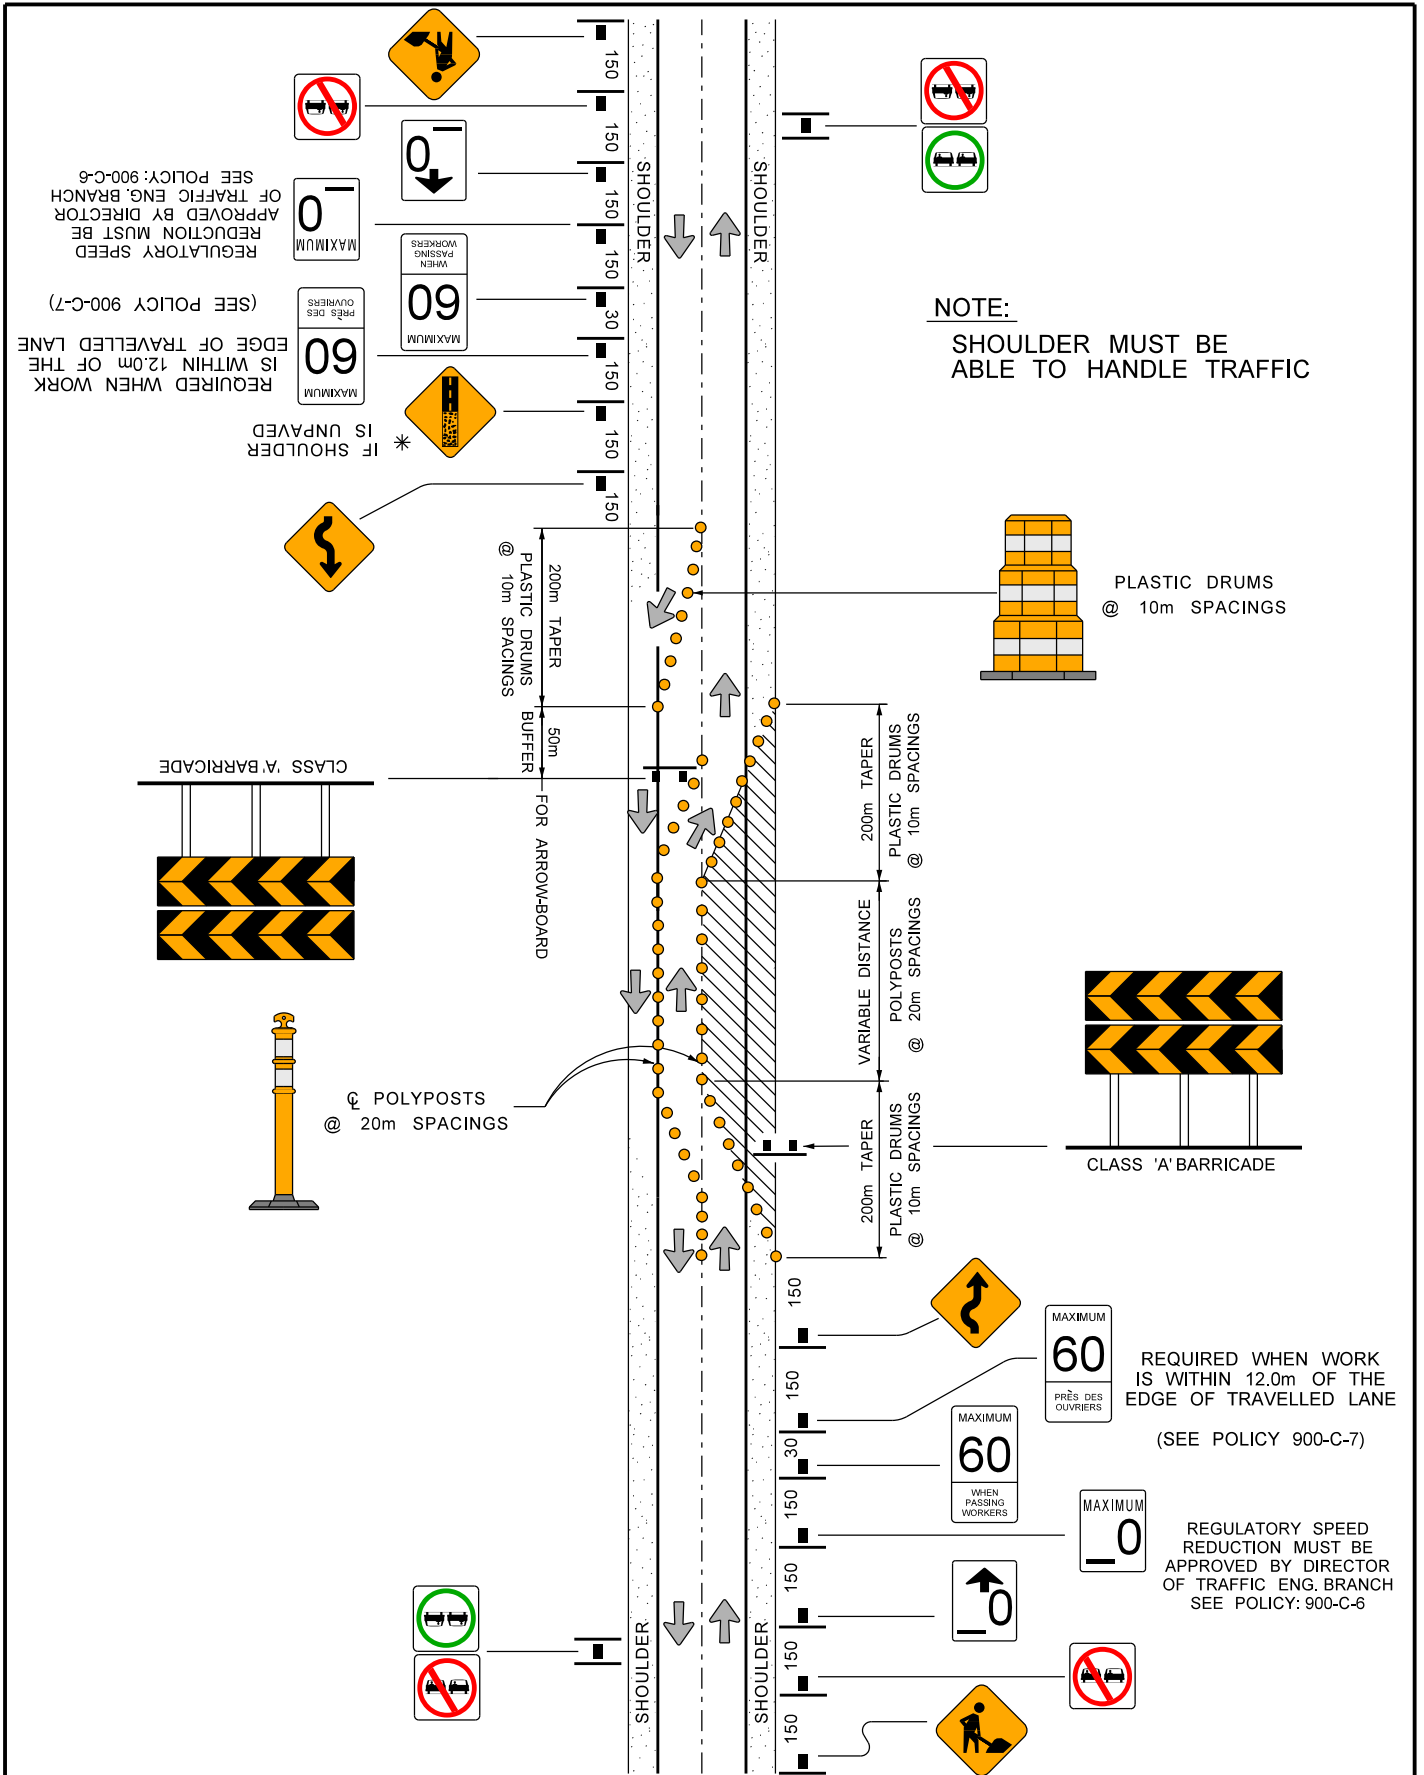 150
150
150
150
30
150
150
150
SEE POLICY: 900-C-6
OF TRAFFIC ENG. BRANCH
APPROVED BY DIRECTOR
REDUCTION MUST BE
REGULATORY SPEED
_0
MAXIMUM
_0
WHEN
PASSING
WORKERS
60
MAXIMUM
(SEE POLICY 900-C-7)
PRÈS DES
OUVRIERS
60
MAXIMUM
REQUIRED WHEN WORK
IS WITHIN 12.0m OF THE
EDGE OF TRAVELLED LANE
* IF SHOULDER
IS UNPAVED
SHOULDER
SHOULDER
NOTE:
SHOULDER MUST BE
ABLE TO HANDLE TRAFFIC
200m TAPER
PLASTIC DRUMS
@ 10m SPACINGS
50m
BUFFER
FOR ARROW-BOARD
PLASTIC DRUMS
@ 10m SPACINGS
CLASS 'A' BARRICADE
200m TAPER
PLASTIC DRUMS
@ 10m SPACINGS
VARIABLE DISTANCE
POLYPOSTS
@ 20m SPACINGS
℄ POLYPOSTS
@ 20m SPACINGS
200m TAPER
PLASTIC DRUMS
@ 10m SPACINGS
CLASS 'A' BARRICADE
150
150
30
150
150
150
150
MAXIMUM
60
PRÈS DES
OUVRIERS
REQUIRED WHEN WORK
IS WITHIN 12.0m OF THE
EDGE OF TRAVELLED LANE
(SEE POLICY 900-C-7)
MAXIMUM
60
WHEN
PASSING
WORKERS
MAXIMUM
_0
REGULATORY SPEED
REDUCTION MUST BE
APPROVED BY DIRECTOR
OF TRAFFIC ENG. BRANCH
SEE POLICY: 900-C-6
_0
SHOULDER
SHOULDER